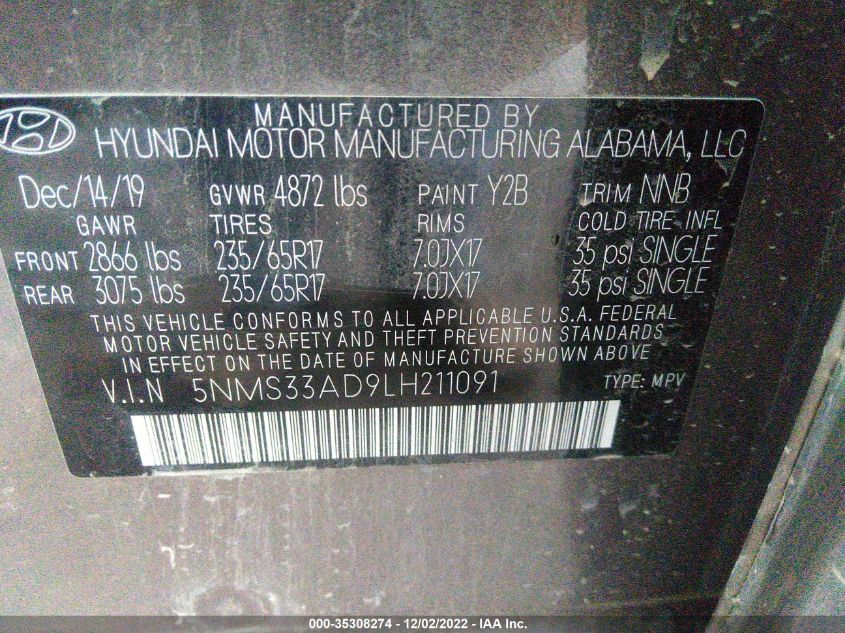 MANUFACTURED BY
HYUNDAI MOTOR MANUFACTURING ALABAMA, LLC
Dec/14/19 GVWR 4872 lbs PAINT Y2B TRIM NNB
GAWR TIRES RIMS COLD TIRE INFL
FRONT 2866 lbs 235/65R17 7.0JX17 35 psi SINGLE
REAR 3075 lbs 235/65R17 7.0JX17 35 psi SINGLE
THIS VEHICLE CONFORMS TO ALL APPLICABLE U.S.A. FEDERAL
MOTOR VEHICLE SAFETY AND THEFT PREVENTION STANDARDS
IN EFFECT ON THE DATE OF MANUFACTURE SHOWN ABOVE
V.I.N 5NMS33AD9LH211091 TYPE: MPV
000-35308274 - 12/02/2022 - IAA Inc.